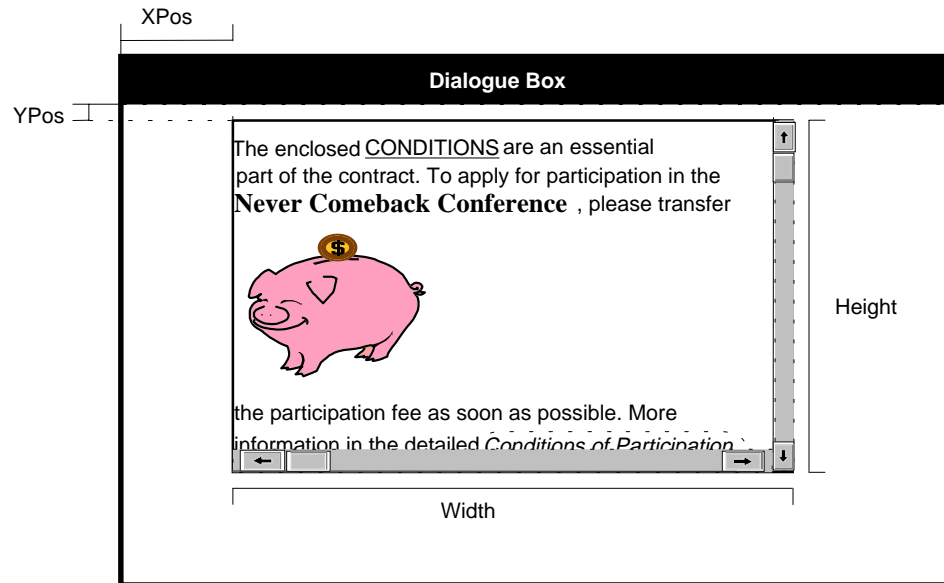 XPos
Dialogue Box
YPos
The enclosed CONDITIONS are an essential
part of the contract. To apply for participation in the
Never Comeback Conference , please transfer
$
Height
the participation fee as soon as possible. More
information in the detailed Conditions of Participation
Width